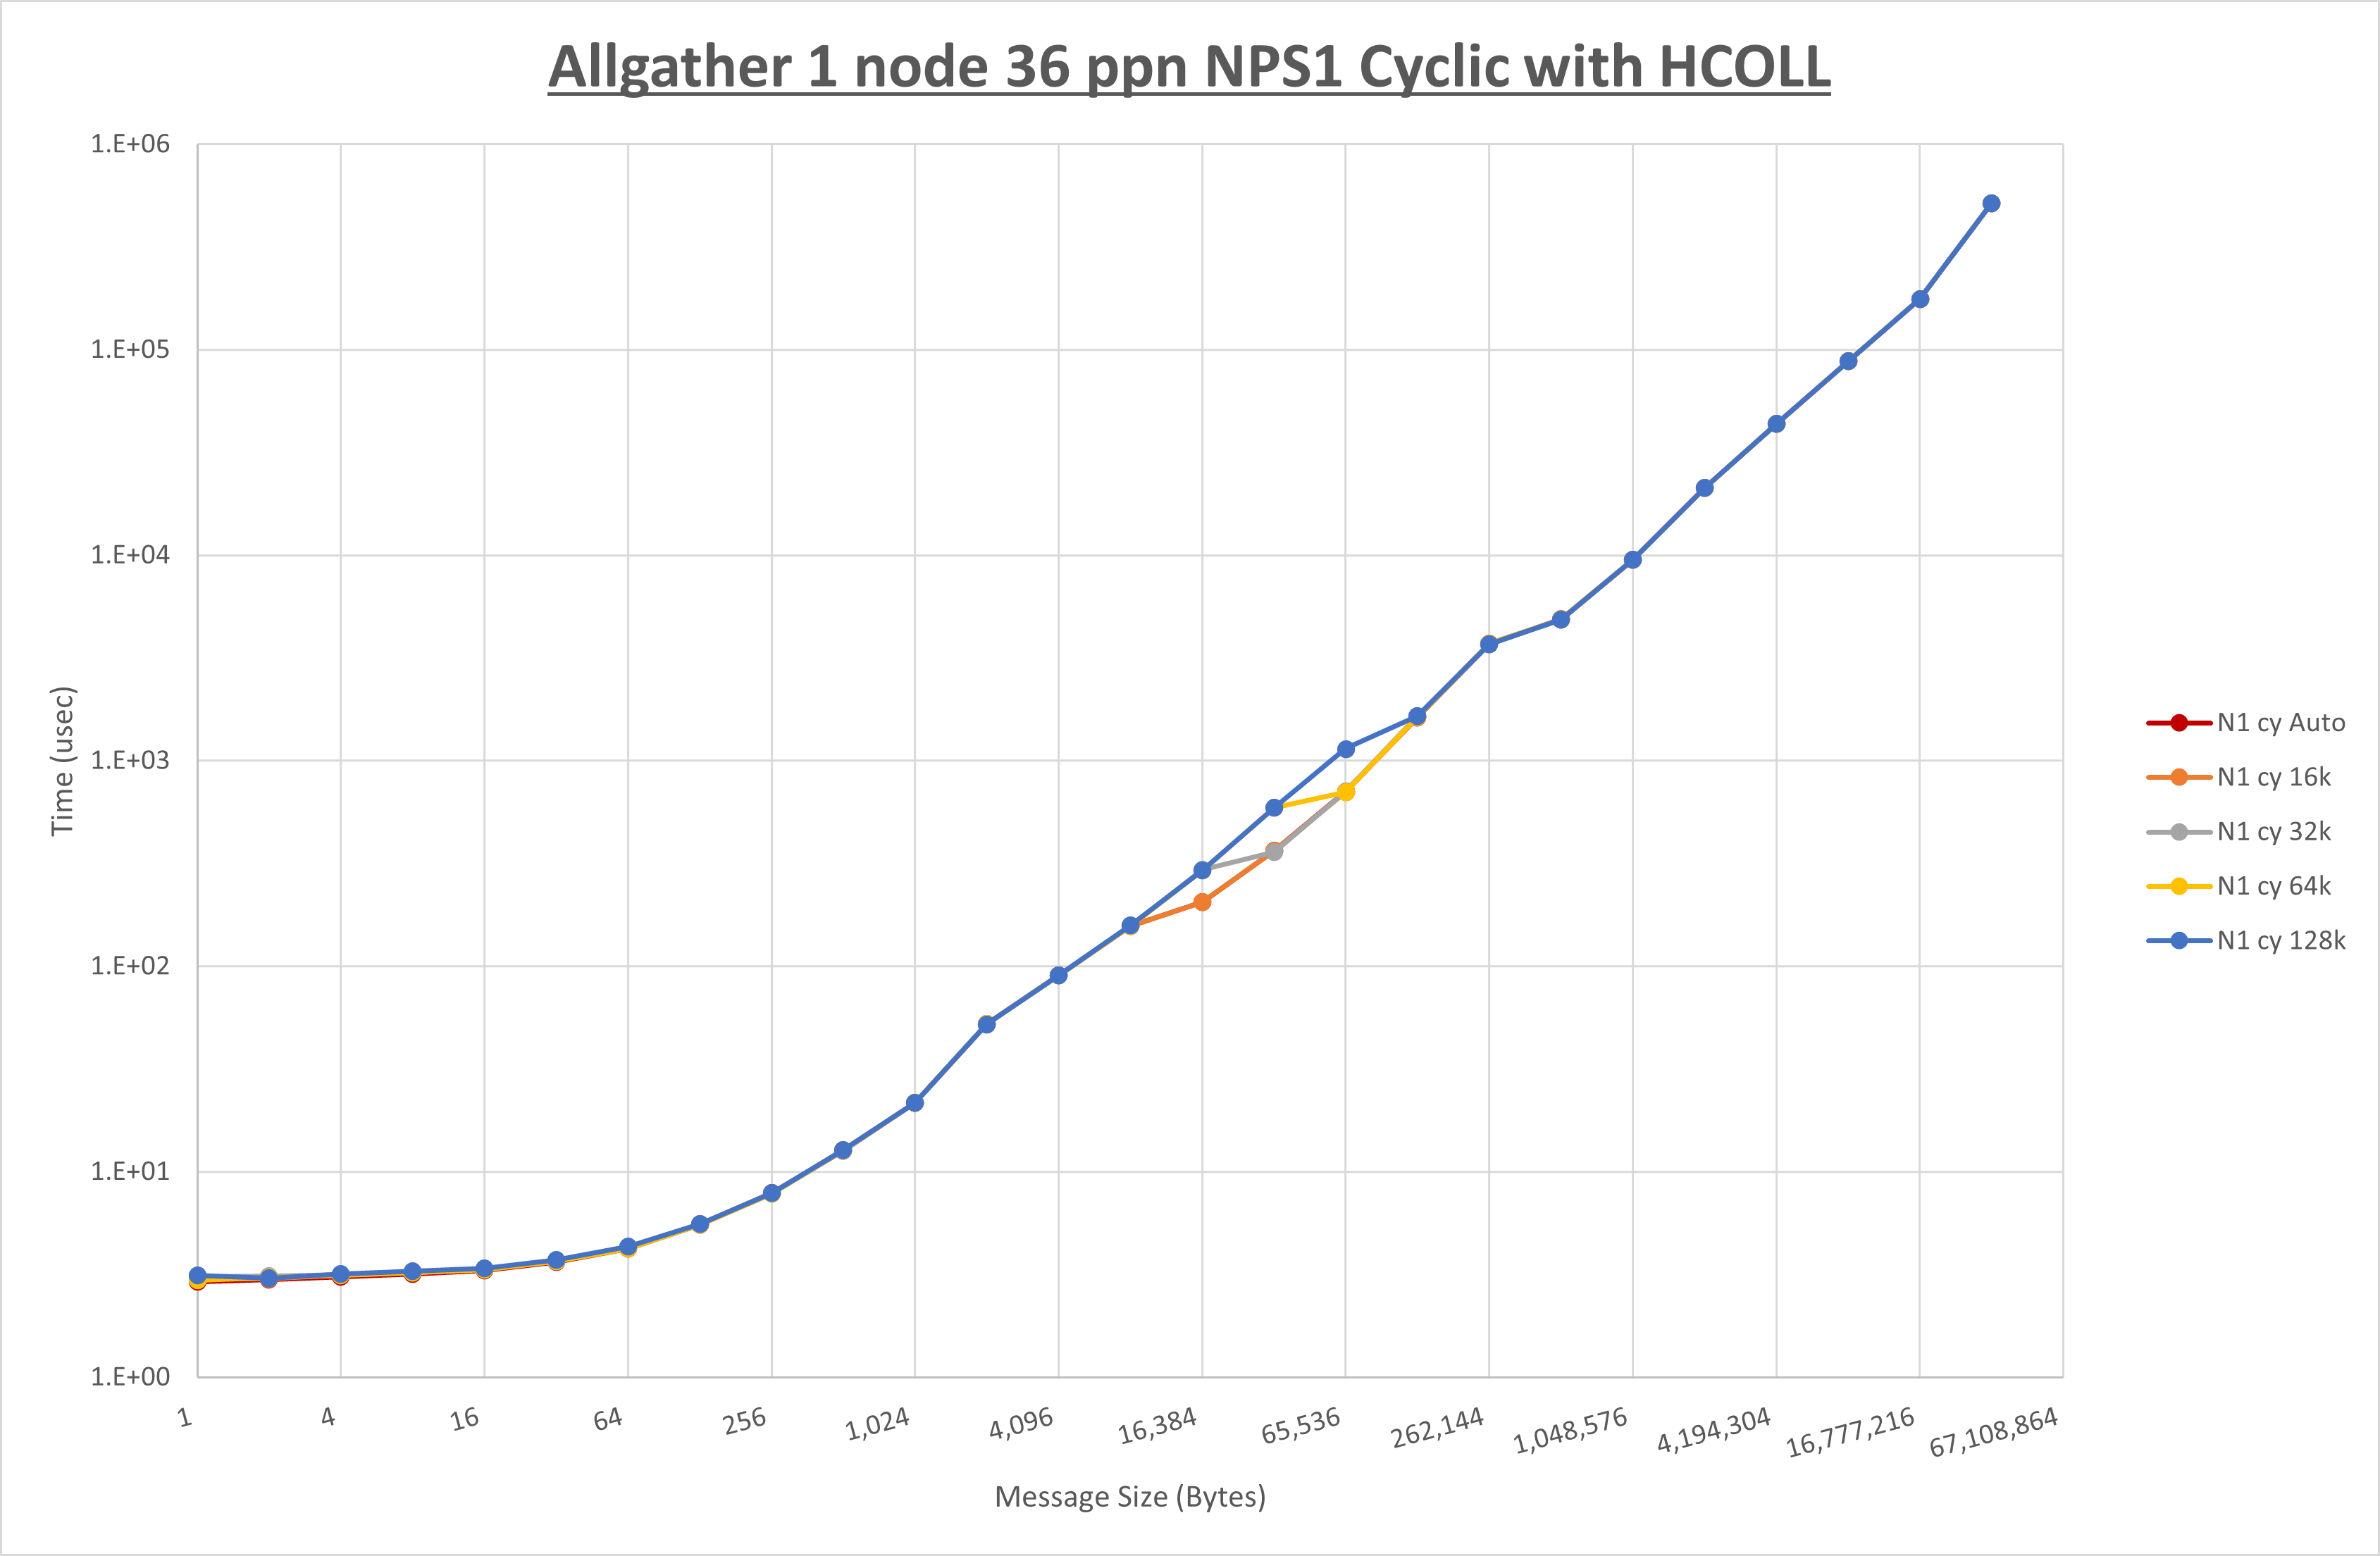 Allgather 1 node 36 ppn NPS1 Cyclic with HCOLL
1.E+06
1.E+05
1.E+04
1.E+03
1.E+02
1.E+01
1.E+00
Time (usec)
1
4
16
64
256
1,024
4,096
16,384
65,536
262,144
1,048,576
4,194,304
16,777,216
67,108,864
Message Size (Bytes)
N1 cy Auto
N1 cy 16k
N1 cy 32k
N1 cy 64k
N1 cy 128k